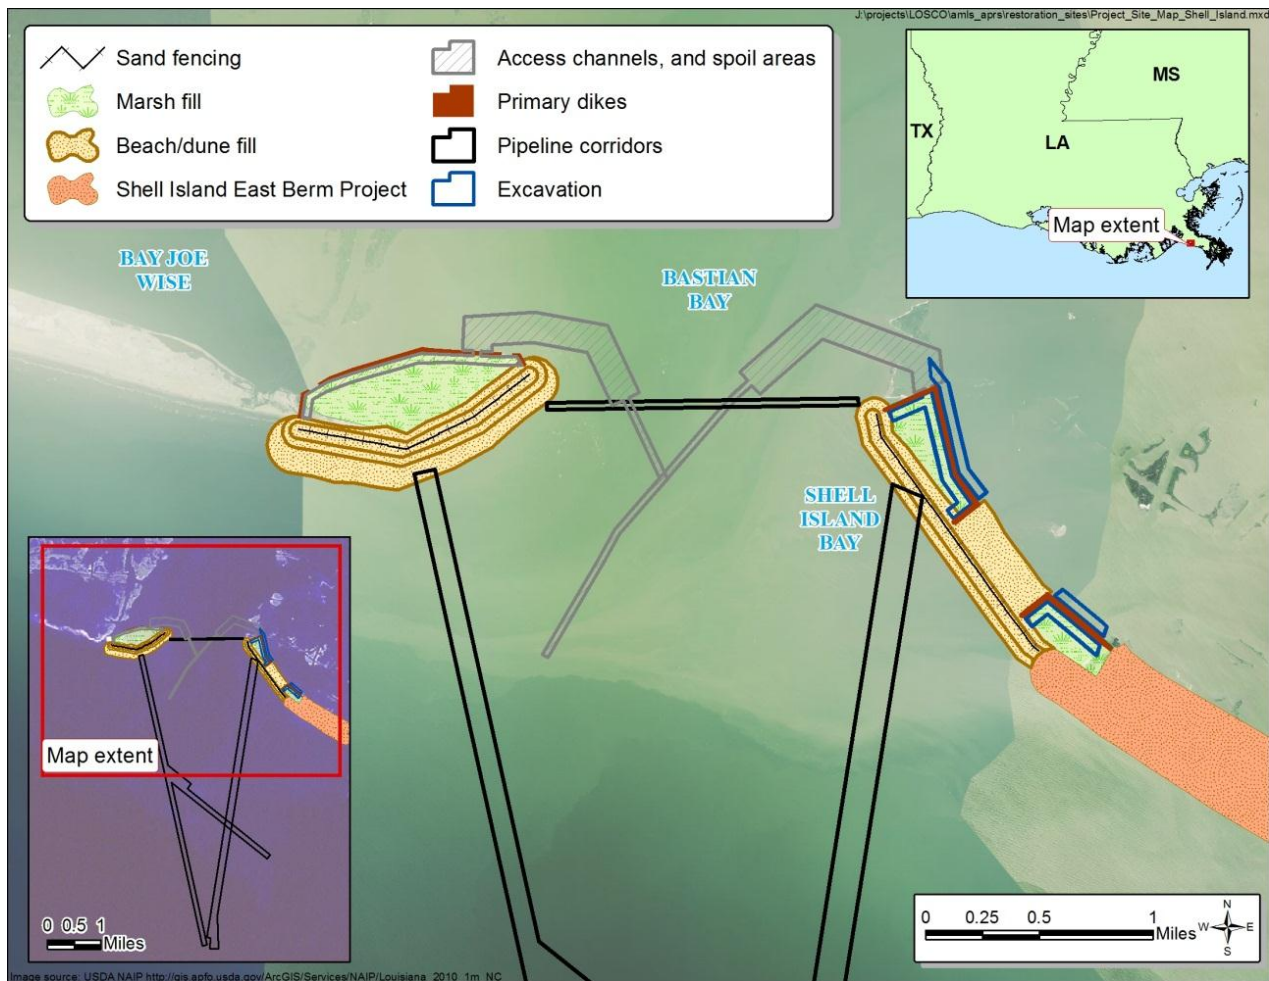 J:\projects\LOSCO\amls_aprs\restoration_sites\Project_Site_Map_Shell_Island.mxd
Sand fencing
Marsh fill
Beach/dune fill
Shell Island East Berm Project
Access channels, and spoil areas
Primary dikes
Pipeline corridors
Excavation
MS
TX
LA
Map extent
BAY JOE
WISE
BASTIAN
BAY
SHELL
ISLAND
BAY
Map extent
0 0.5 1
Miles
0 0.25 0.5 1
Miles
N
W E
S
Image source: USDA NAIP http://gis.apfo.usda.gov/ArcGIS/Services/NAIP/Louisiana_2010_1m_NC